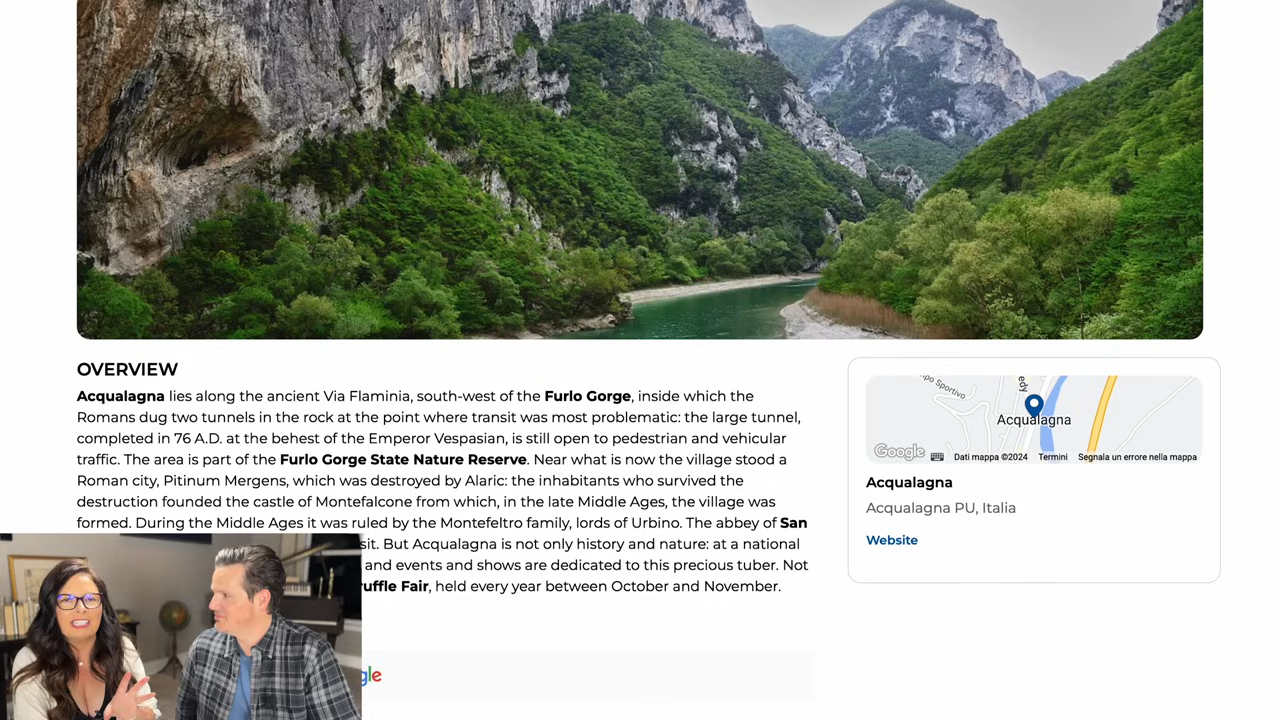 OVERVIEW
Acqualagna lies along the ancient Via Flaminia, south-west of the Furlo Gorge, inside which the
Romans dug two tunnels in the rock at the point where transit was most problematic: the large tunnel,
completed in 76 A.D. at the behest of the Emperor Vespasian, is still open to pedestrian and vehicular
traffic. The area is part of the Furlo Gorge State Nature Reserve. Near what is now the village stood a
Roman city, Pitinum Mergens, which was destroyed by Alaric: the inhabitants who survived the
destruction founded the castle of Montefalcone from which, in the late Middle Ages, the village was
formed. During the Middle Ages it was ruled by the Montefeltro family, lords of Urbino. The abbey of San
sit. But Acqualagna is not only history and nature: at a national
and events and shows are dedicated to this precious tuber. Not
uffle Fair, held every year between October and November.
gle
po Sportivo
edy
Acqualagna
Google
Dati mappa ©2024 Termini Segnala un errore nella mappa
Acqualagna
Acqualagna PU, Italia
Website